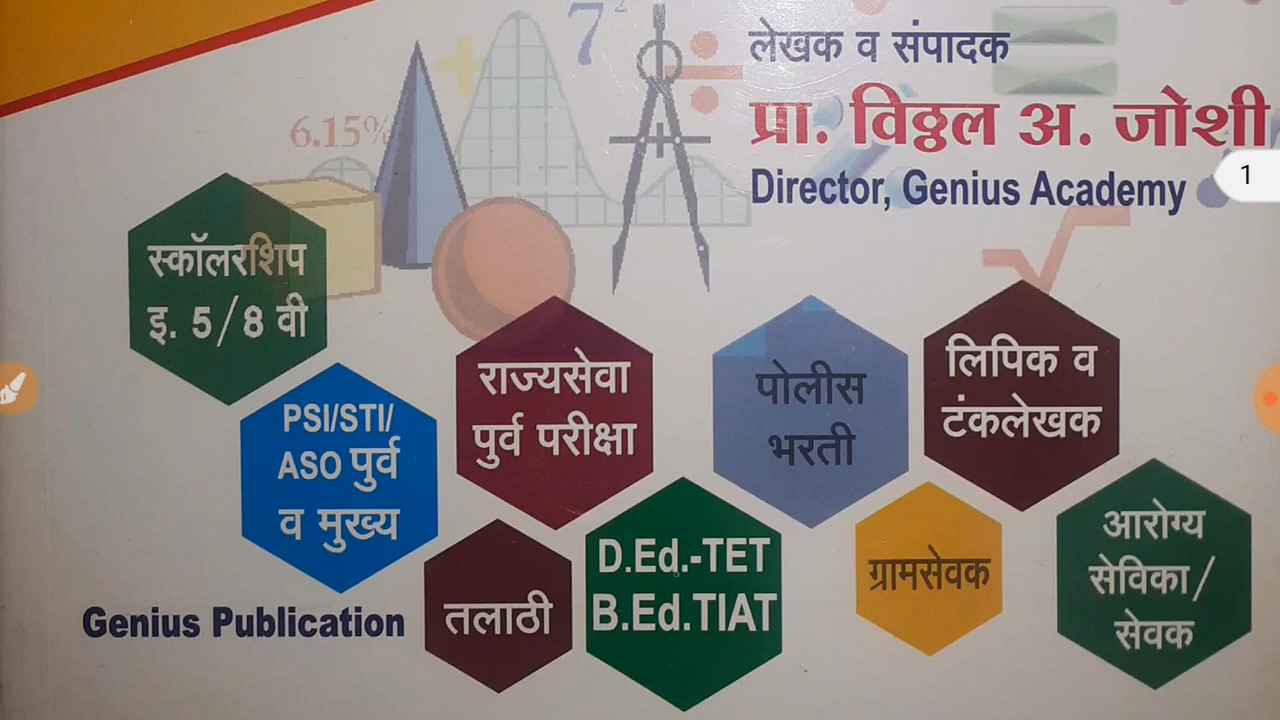 7²
लेखक व संपादक
6.15%
प्रा. विठ्ठल अ. जोशी
Director, Genius Academy
1
स्कॉलरशिप
इ. 5/8 वी
PSI/STI/
ASO पुर्व
व मुख्य
राज्यसेवा
पुर्व परीक्षा
पोलीस
भरती
लिपिक व
टंकलेखक
तलाठी
D.Ed.-TET
B.Ed.TIAT
ग्रामसेवक
आरोग्य
सेविका/
सेवक
Genius Publication